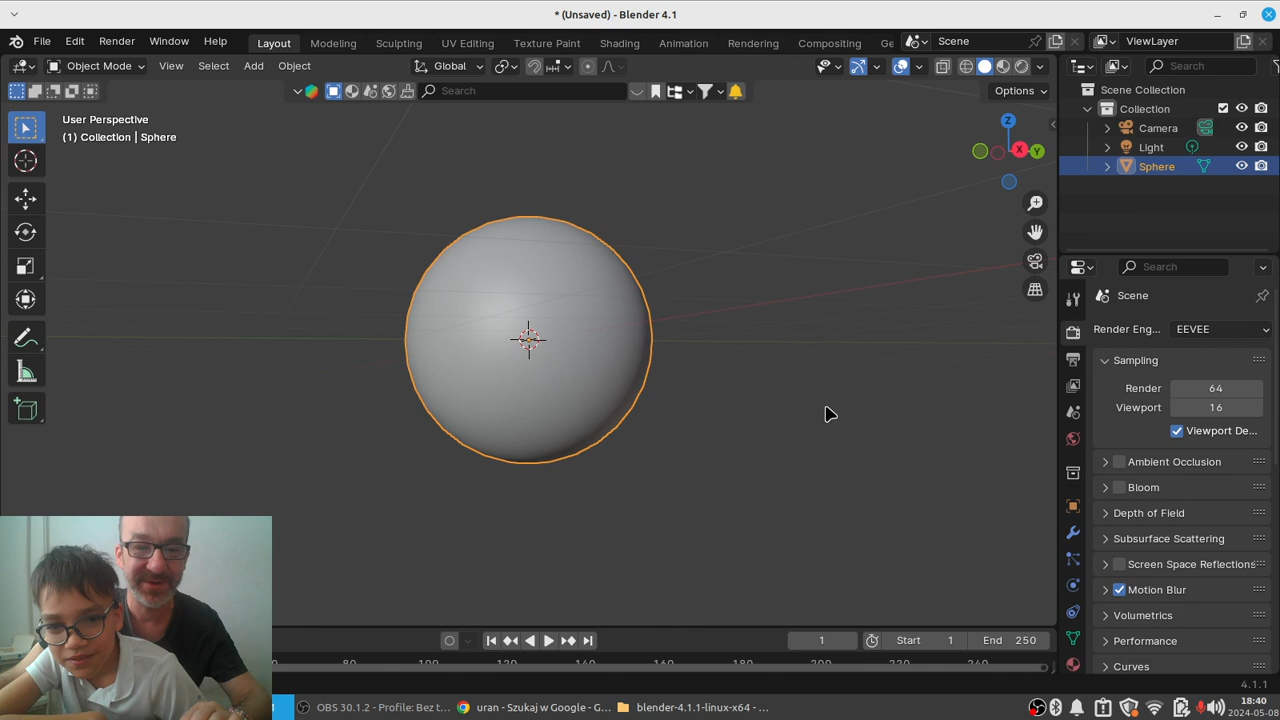 * (Unsaved) - Blender 4.1
File Edit Render Window Help Layout Modeling Sculpting UV Editing Texture Paint Shading Animation Rendering Compositing Ge Scene ViewLayer
Object Mode View Select Add Object Global Search
Search Options
User Perspective
(1) Collection | Sphere
Z
X Y
Scene Collection
Collection
Camera
Light
Sphere
Search
Scene
Render Eng... EEVEE
Sampling
Render 64
Viewport 16
Viewport De...
Ambient Occlusion
Bloom
Depth of Field
Subsurface Scattering
Screen Space Reflections
Motion Blur
Volumetrics
Performance
Curves
1 Start 1 End 250
80 100 120 140 160 180 200 220 240
4.1.1
OBS 30.1.2 - Profile: Bez t... uran - Szukaj w Google - G... blender-4.1.1-linux-x64 - ... 18:40
2024-05-08